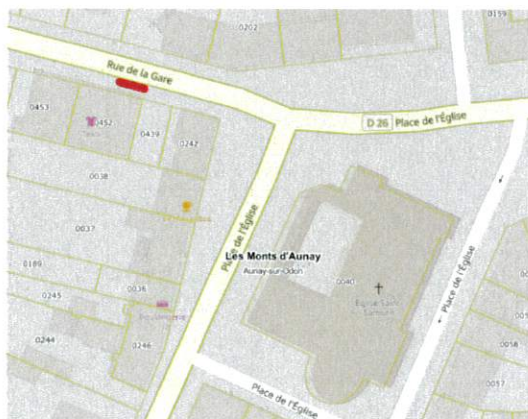 0202
0159
Rue de la Gare
0453
0452
0439
0242
D 26 Place de l'Église
0038
0037
Place de l'Église
Les Monts d'Aunay
Aunay-sur-Odon
0189
0036
0245
0040
Église Saint
Place de l'Église
0244
0246
0058
0057
Place de l'Église